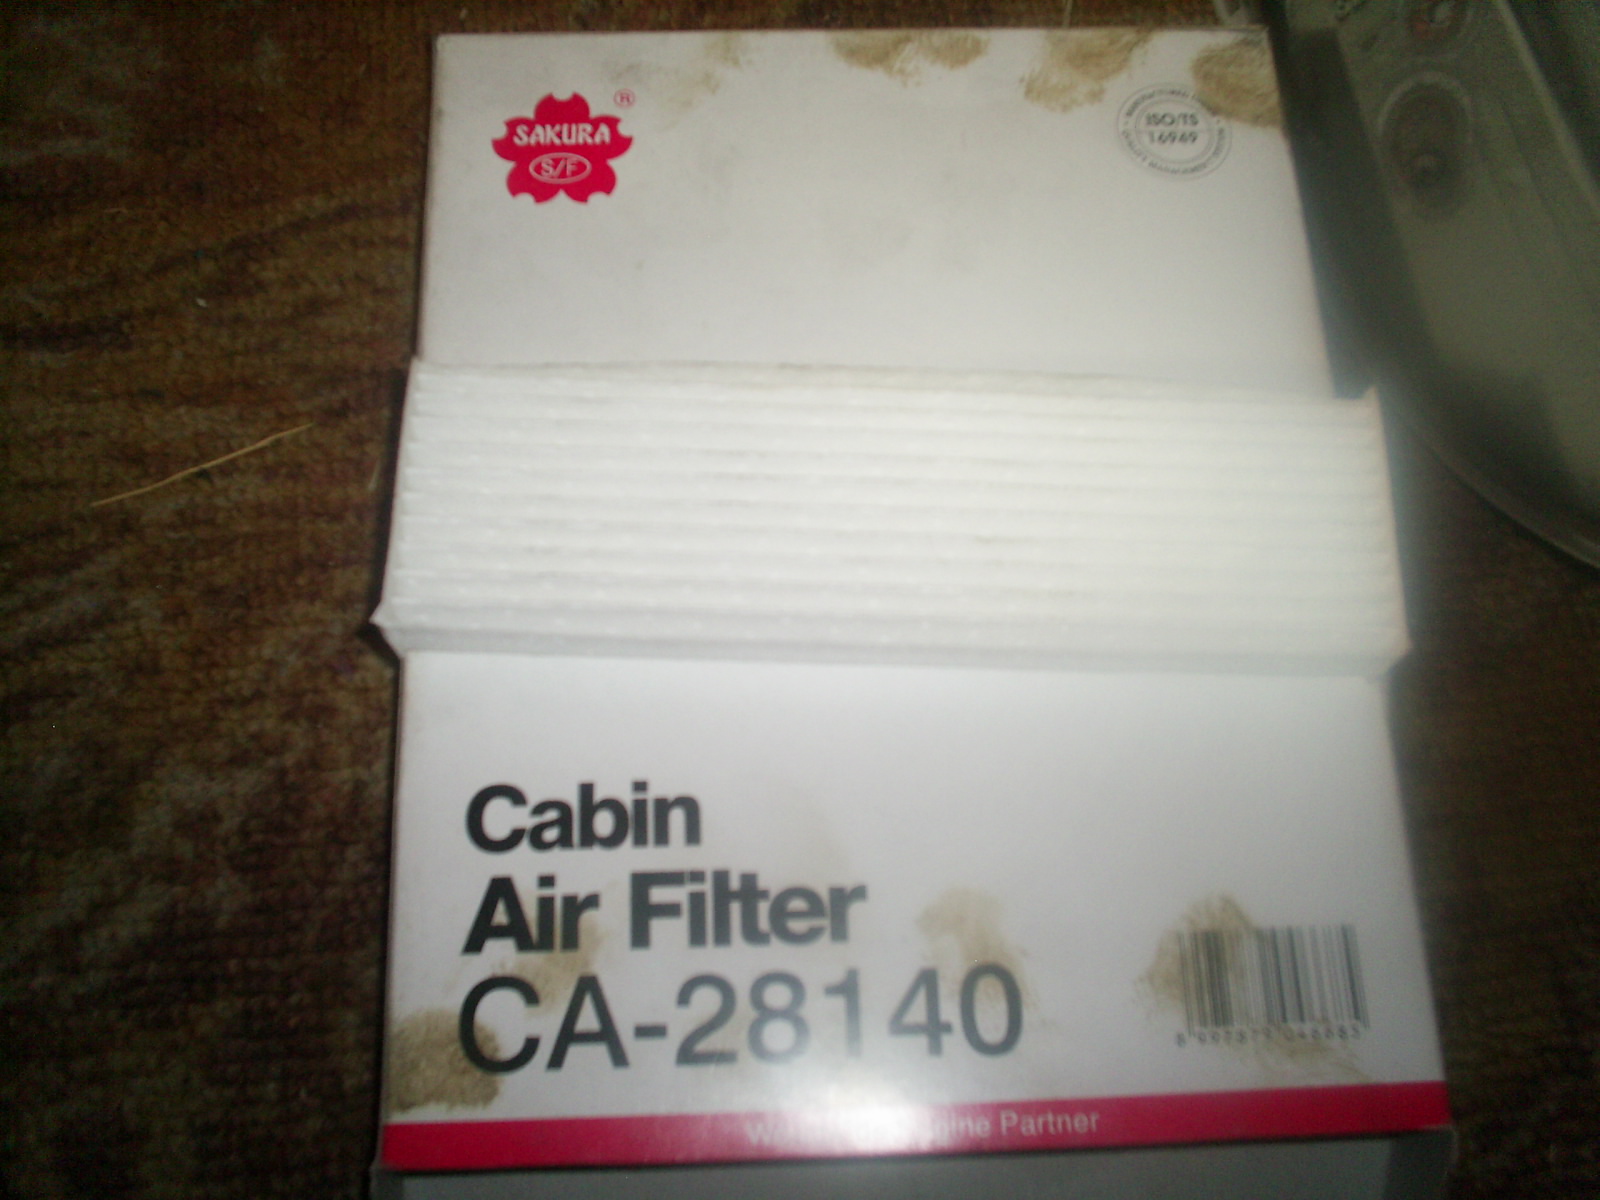 SAKURA ®
S/F
ISO/TS
16949
Cabin
Air Filter
CA-28140
Partner